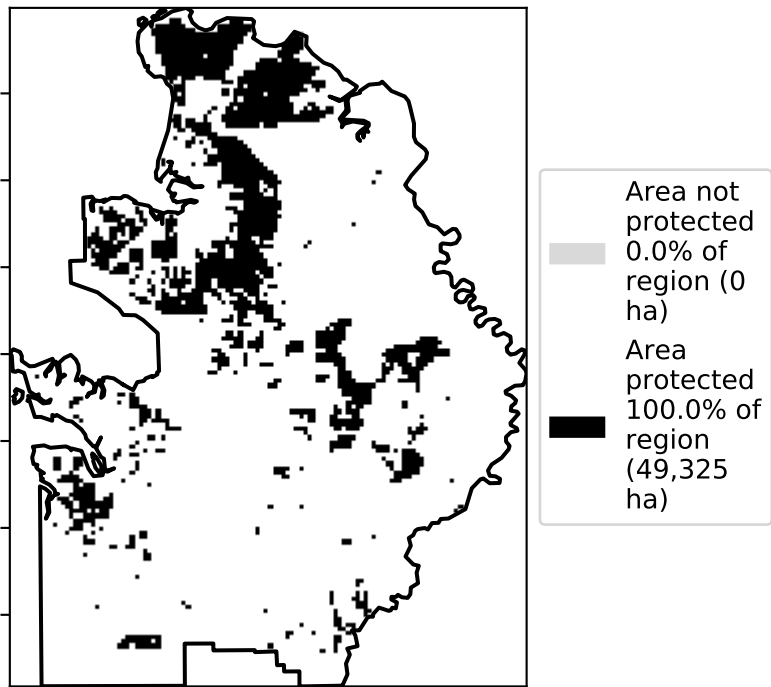 Area not
protected
0.0% of
region (0
ha)
Area
protected
100.0% of
region
(49,325
ha)